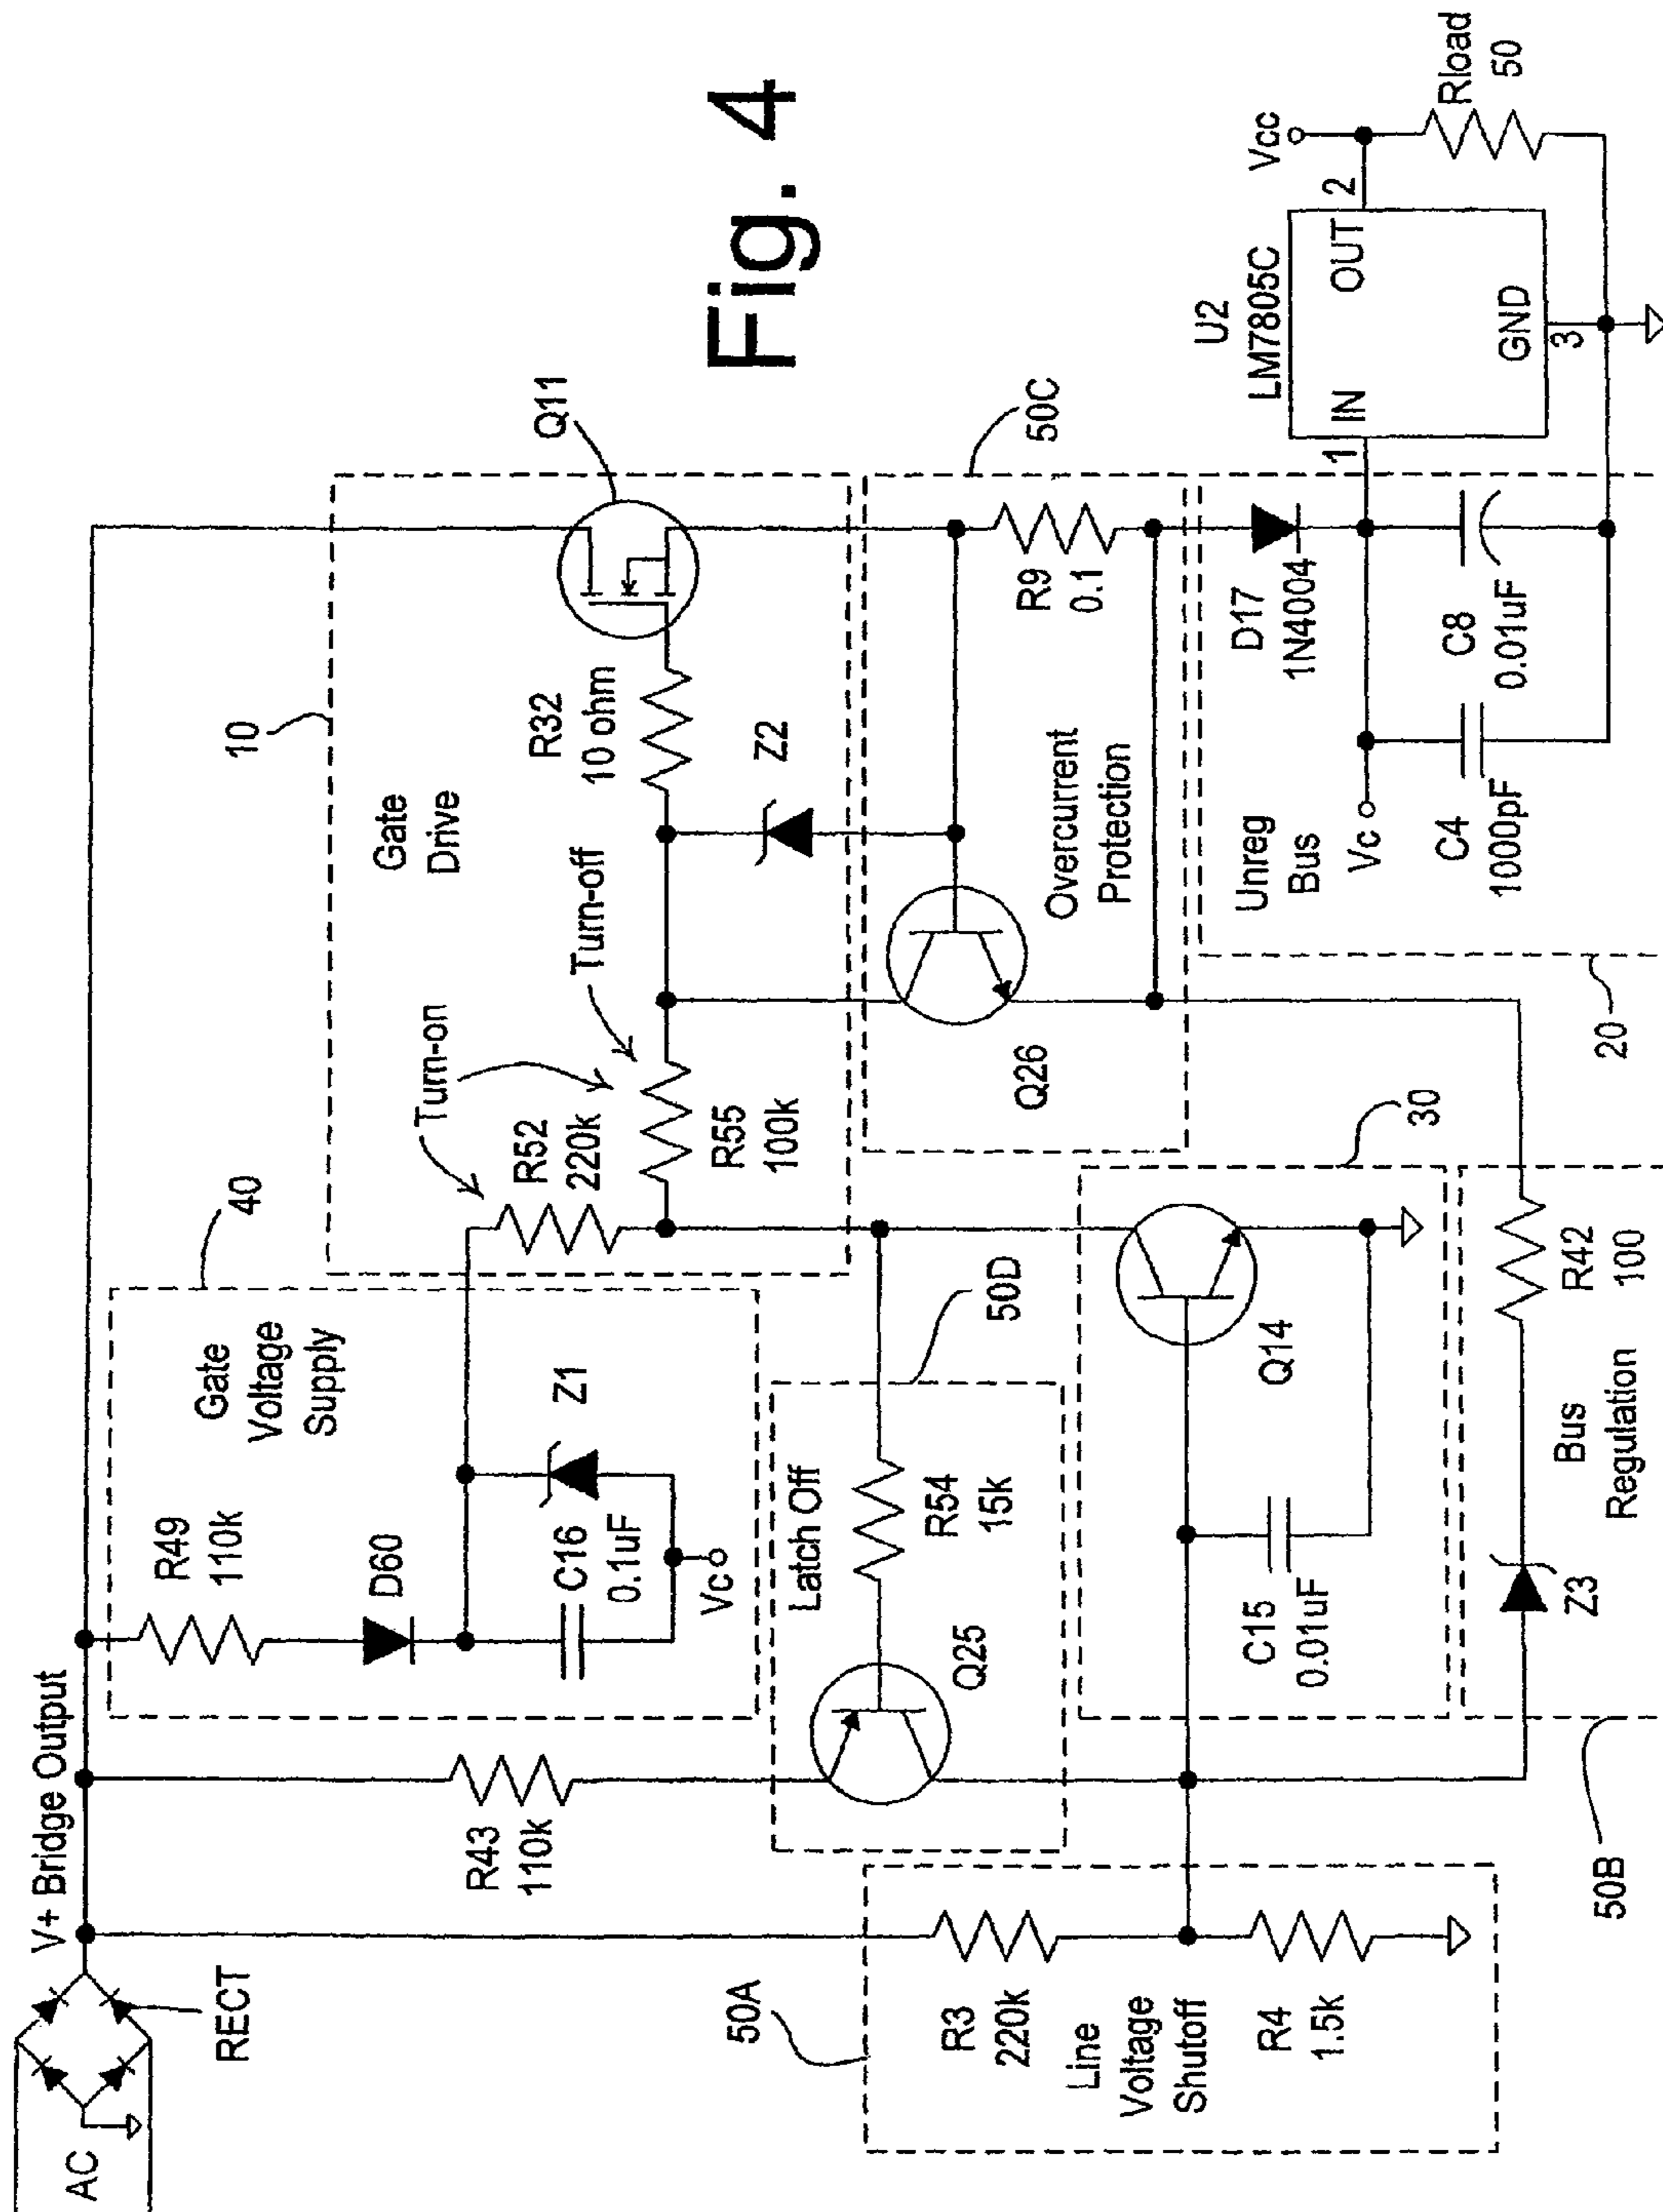 Fig. 4
AC
RECT
V+ Bridge Output
R43
110k
R49
110k
D60
Gate
Voltage
Supply
C16
0.1uF
Z1
Vc
40
Turn-on
Turn-off
R52
220k
R55
100k
Gate
Drive
10
R32
10 ohm
Z2
Q11
50A
R3
220k
Line
Voltage
Shutoff
R4
1.5k
Latch Off
Q25
R54
15k
50D
C15
0.01uF
Q14
30
Q26
Overcurrent
Protection
R9
0.1
50C
50B
Z3
Bus
Regulation
R42
100
20
Unreg
Bus
Vc
D17
1N4004
C4
1000pF
C8
0.01uF
U2
LM7805C
1
IN
OUT
2
GND
3
Vcc
Rload
50